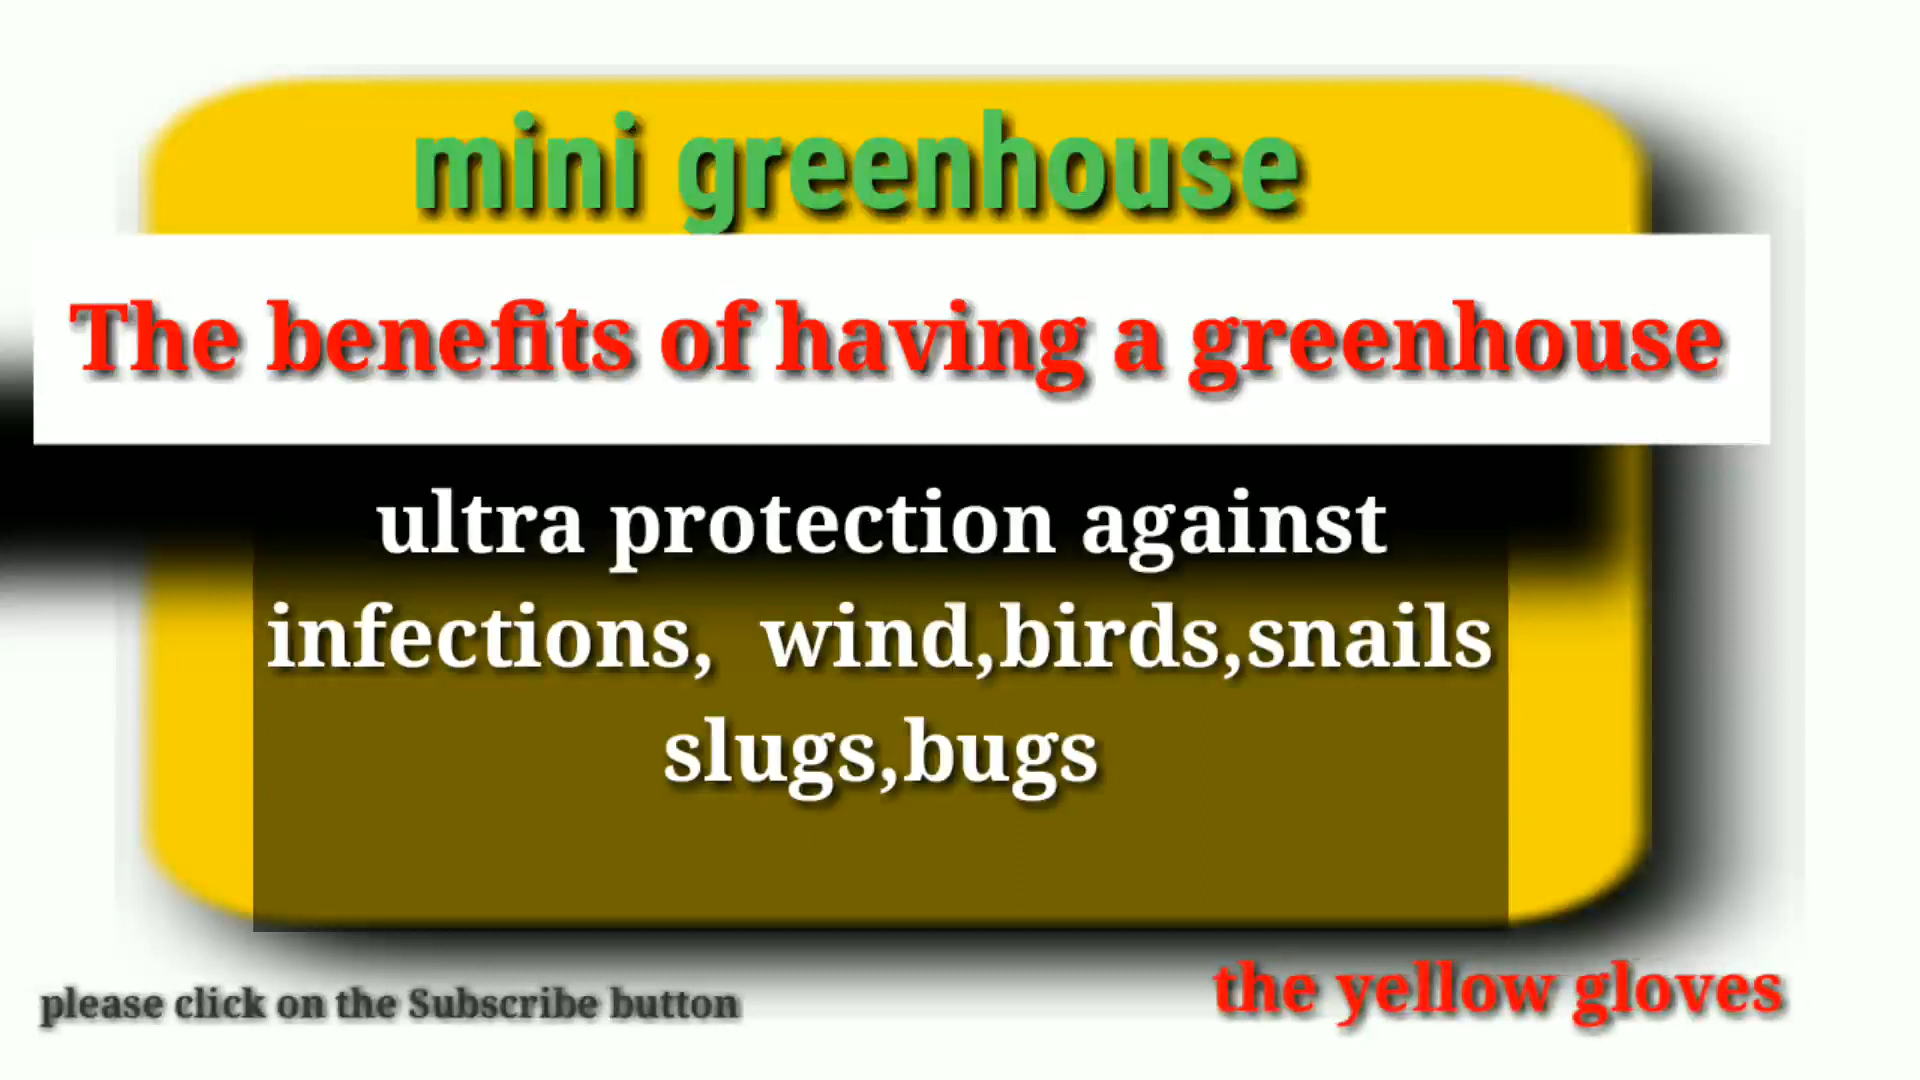 mini greenhouse
The benefits of having a greenhouse
ultra protection against
infections,  wind,birds,snails
slugs,bugs
please click on the Subscribe button
the yellow gloves